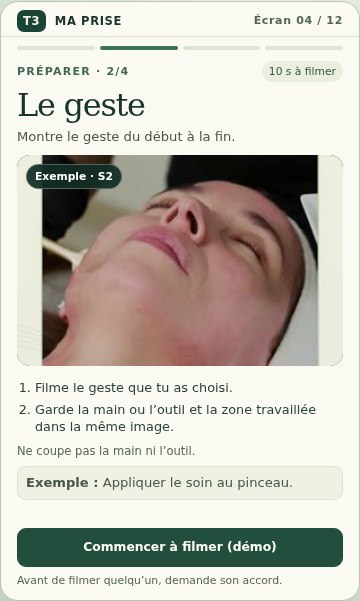 T3 MA PRISE
Écran 04 / 12
PRÉPARER · 2/4
10 s à filmer
Le geste
Montre le geste du début à la fin.
Exemple · S2
1. Filme le geste que tu as choisi.
2. Garde la main ou l’outil et la zone travaillée
dans la même image.
Ne coupe pas la main ni l’outil.
Exemple : Appliquer le soin au pinceau.
Commencer à filmer (démo)
Avant de filmer quelqu’un, demande son accord.